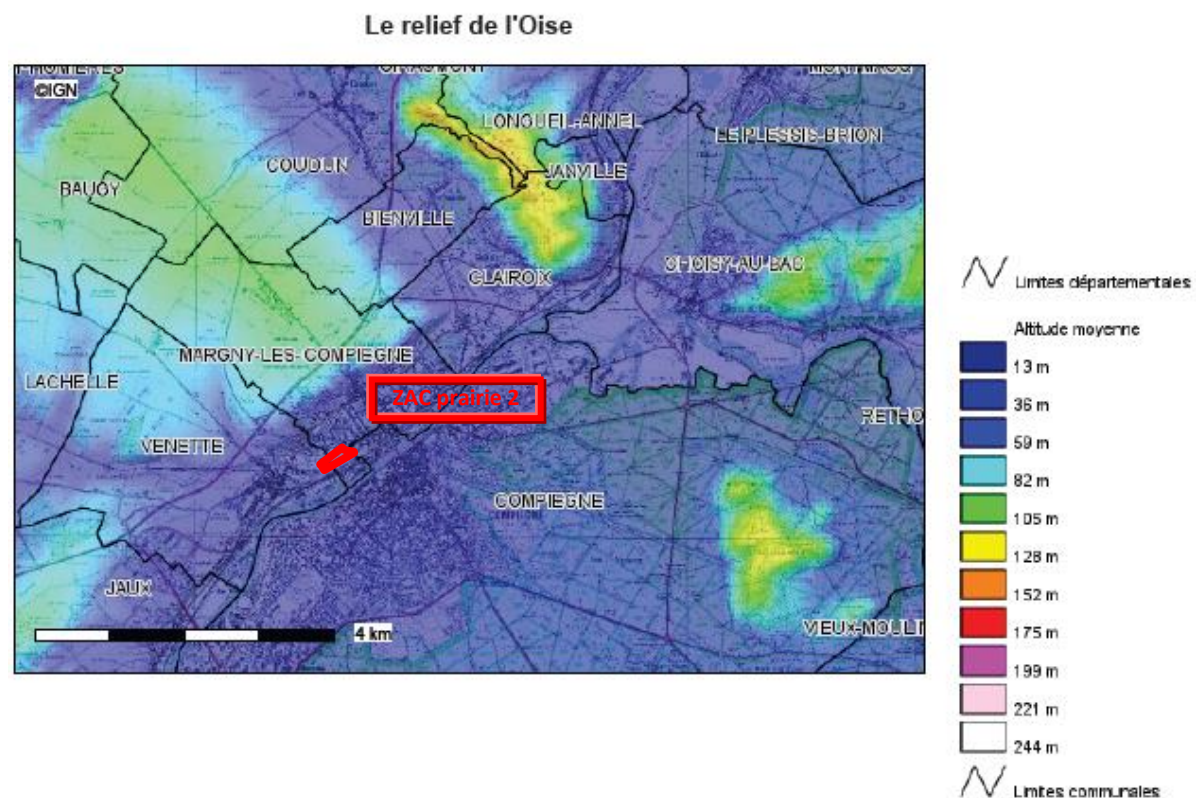 Le relief de l'Oise
©IGN
LONGUEIL-ANNEL
LE PLESSIS-BRION
COUDUN
JANVILLE
BAUGY
BIENVILLE
CHOISY-AU-BAC
CLAIROIX
MARGNY-LES-COMPIEGNE
LACHELLE
ZAC prairie 2
RETHO
VENETTE
COMPIEGNE
JAUX
VIEUX-MOULI
4 km
Limites départementales
Altitude moyenne
13 m
36 m
59 m
82 m
105 m
128 m
152 m
175 m
199 m
221 m
244 m
Limites communales